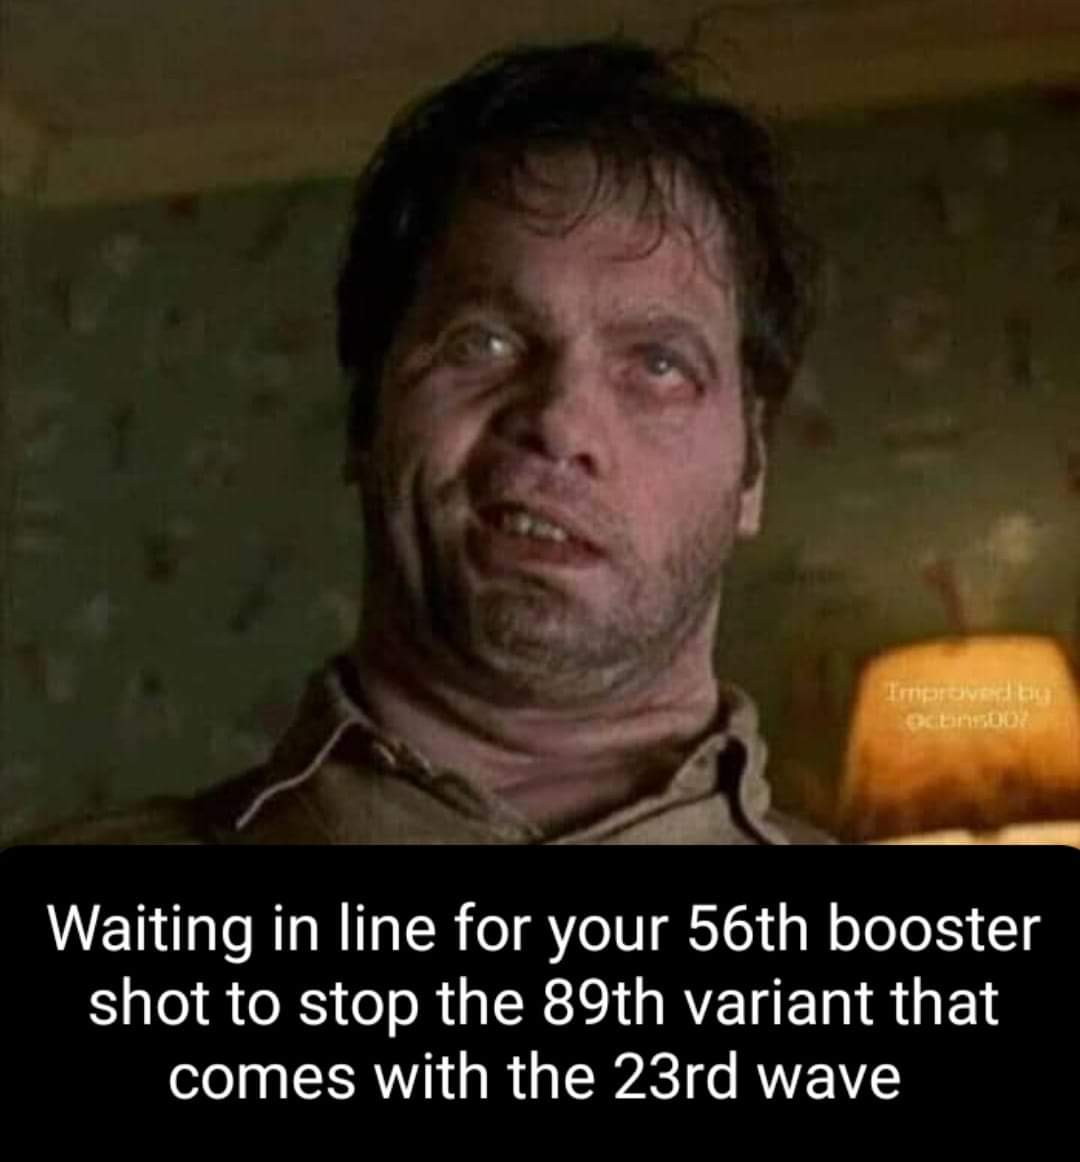 Improved by
Waiting in line for your 56th booster
shot to stop the 89th variant that
comes with the 23rd wave